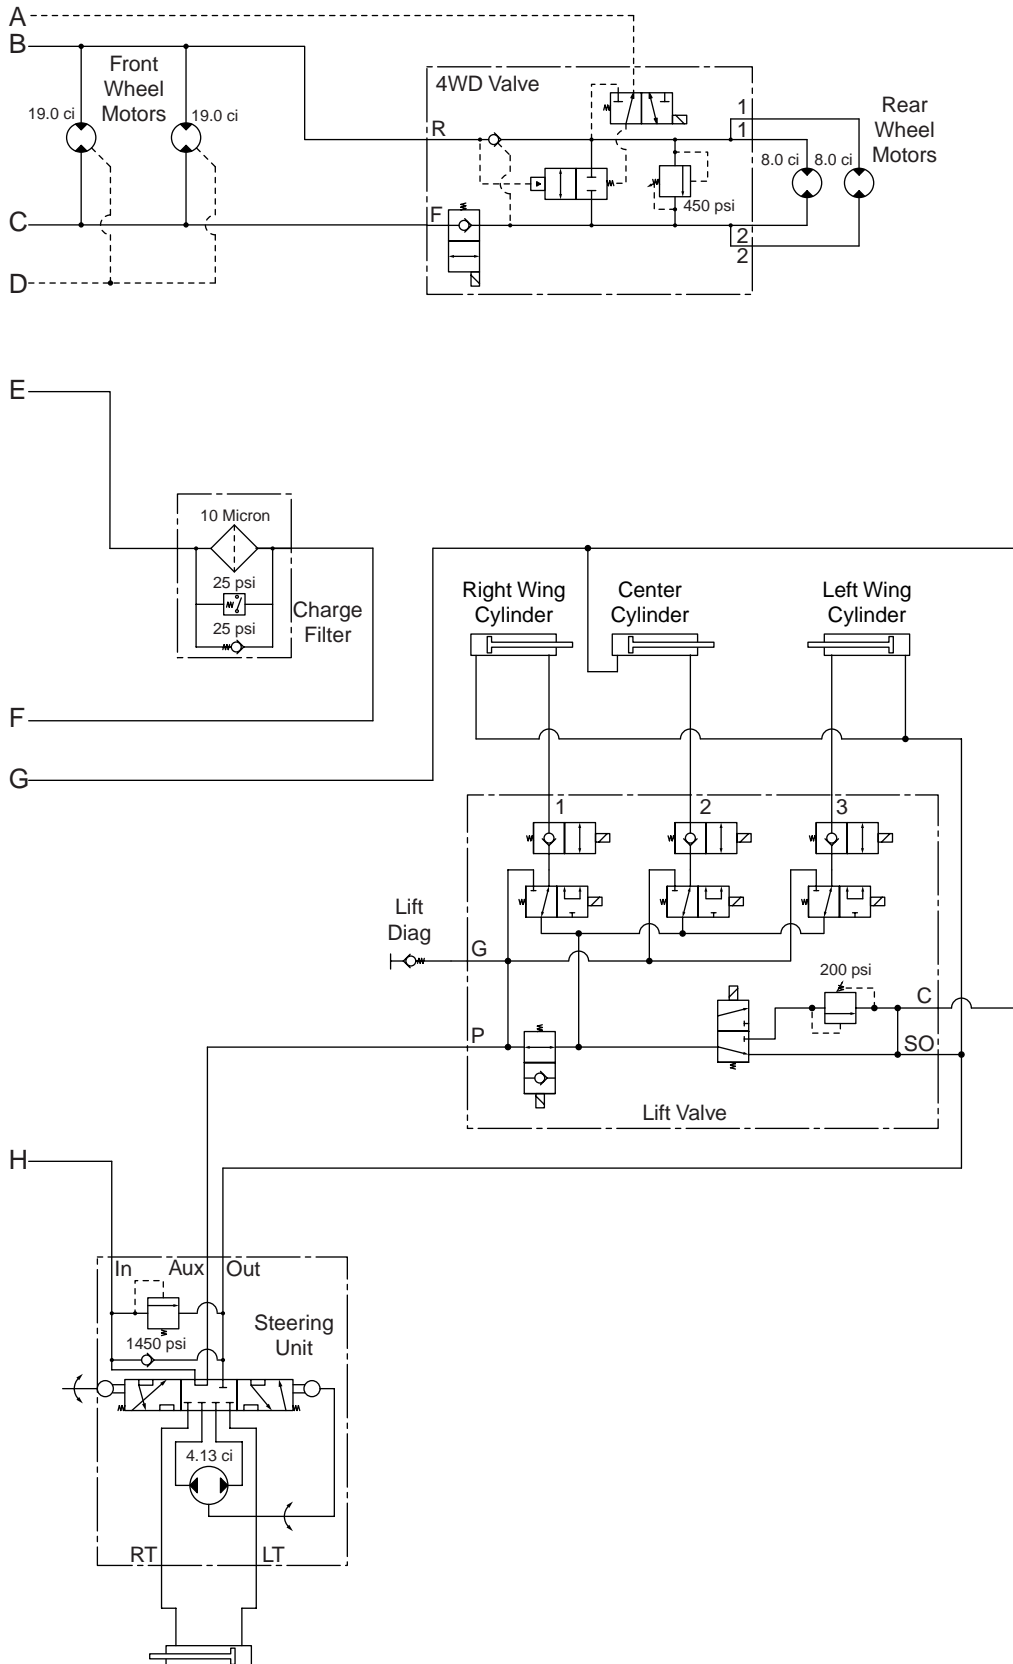 A
B
Front
Wheel
Motors
19.0 ci
19.0 ci
4WD Valve
R
F
450 psi
1
1
2
2
8.0 ci
8.0 ci
Rear
Wheel
Motors
C
D
E
10 Micron
25 psi
25 psi
Charge
Filter
F
G
Right Wing
Cylinder
Center
Cylinder
Left Wing
Cylinder
1
2
3
Lift
Diag
G
200 psi
C
P
SO
Lift Valve
H
In
Aux
Out
Steering
Unit
1450 psi
4.13 ci
RT
LT